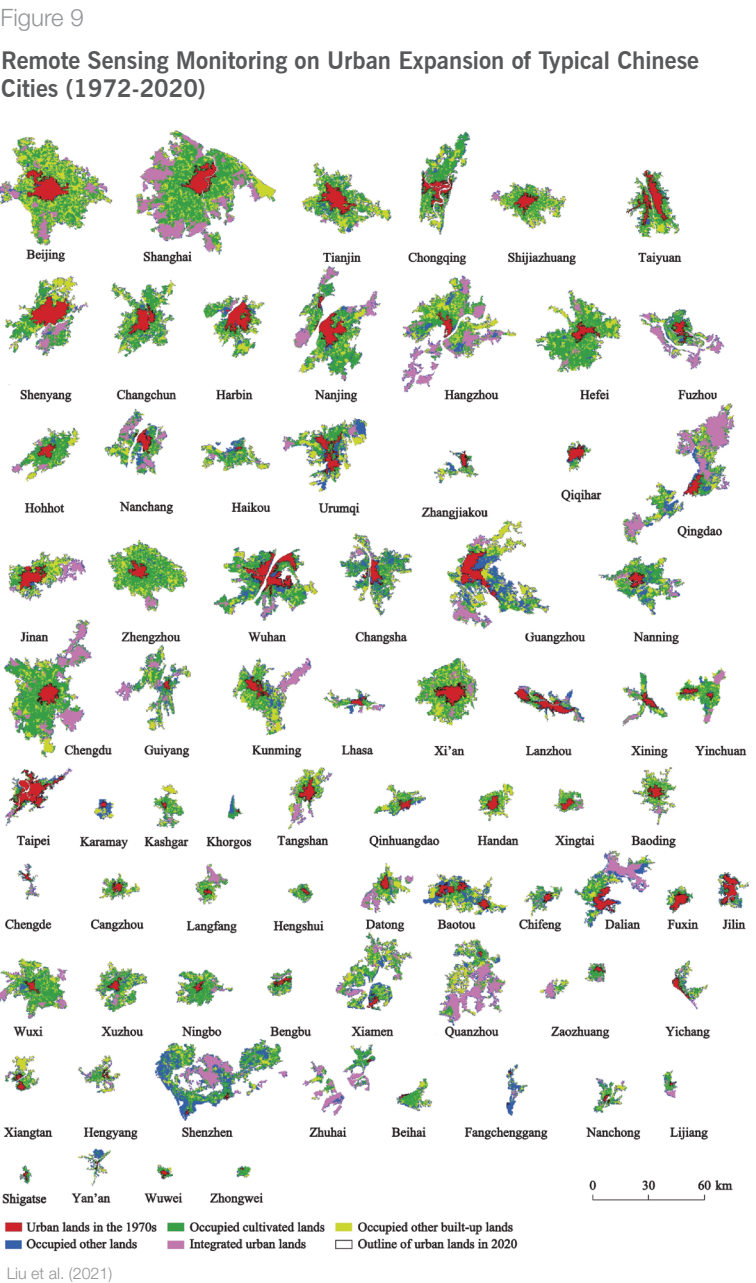 Figure 9
Remote Sensing Monitoring on Urban Expansion of Typical Chinese
Cities (1972-2020)
Beijing Shanghai Tianjin Chongqing Shijiazhuang Taiyuan
Shenyang Changchun Harbin Nanjing Hangzhou Hefei Fuzhou
Hohhot Nanchang Haikou Urumqi Zhangjiakou Qiqihar Qingdao
Jinan Zhengzhou Wuhan Changsha Guangzhou Nanning
Chengdu Guiyang Kunming Lhasa Xi'an Lanzhou Xining Yinchuan
Taipei Karamay Kashgar Khorgos Tangshan Qinhuangdao Handan Xingtai Baoding
Chengde Cangzhou Langfang Hengshui Datong Baotou Chifeng Dalian Fuxin Jilin
Wuxi Xuzhou Ningbo Bengbu Xiamen Quanzhou Zaozhuang Yichang
Xiangtan Hengyang Shenzhen Zhuhai Beihai Fangchenggang Nanchong Lijiang
Shigatse Yan'an Wuwei Zhongwei
0 30 60 km
Urban lands in the 1970s Occupied cultivated lands Occupied other built-up lands
Occupied other lands Integrated urban lands Outline of urban lands in 2020
Liu et al. (2021)